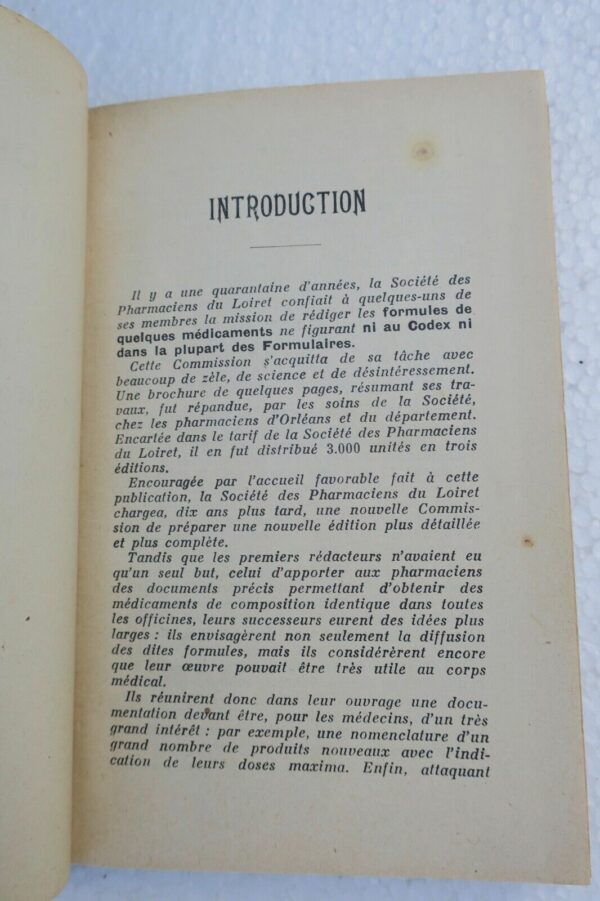 INTRODUCTION
Il y a une quarantaine d'années, la Société des
Pharmaciens du Loiret confiait à quelques-uns de
ses membres la mission de rédiger les formules de
quelques médicaments ne figurant ni au Codex ni
dans la plupart des Formulaires.
Cette Commission s'acquitta de sa tâche avec
beaucoup de zèle, de science et de désintéressement.
Une brochure de quelques pages, résumant ses tra-
vaux, fut répandue, par les soins de la Société,
chez les pharmaciens d'Orléans et du département.
Encartée dans le tarif de la Société des Pharmaciens
du Loiret, il en fut distribué 3.000 unités en trois
éditions.
Encouragée par l'accueil favorable fait à cette
publication, la Société des Pharmaciens du Loiret
chargea, dix ans plus tard, une nouvelle Commis-
sion de préparer une nouvelle édition plus détaillée
et plus complète.
Tandis que les premiers rédacteurs n'avaient eu
qu'un seul but, celui d'apporter aux pharmaciens
des documents précis permettant d'obtenir des
médicaments de composition identique dans toutes
les officines, leurs successeurs eurent des idées plus
larges : ils envisagèrent non seulement la diffusion
des dites formules, mais ils considérèrent encore
que leur œuvre pouvait être très utile au corps
médical.
Ils réunirent donc dans leur ouvrage une docu-
mentation devant être, pour les médecins, d'un très
grand intérêt : par exemple, une nomenclature d'un
grand nombre de produits nouveaux avec l'indi-
cation de leurs doses maxima. Enfin, attaquant